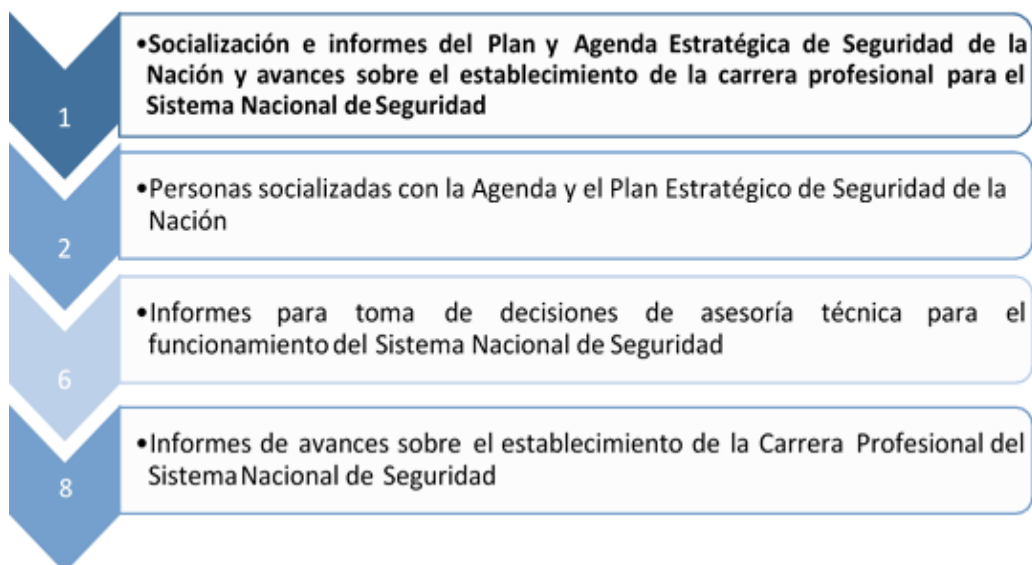 •Socialización e informes del Plan y Agenda Estratégica de Seguridad de la
Nación y avances sobre el establecimiento de la carrera profesional para el
Sistema Nacional de Seguridad
1
•Personas socializadas con la Agenda y el Plan Estratégico de Seguridad de la
Nación
2
•Informes para toma de decisiones de asesoría técnica para el
funcionamiento del Sistema Nacional de Seguridad
6
•Informes de avances sobre el establecimiento de la Carrera Profesional del
Sistema Nacional de Seguridad
8